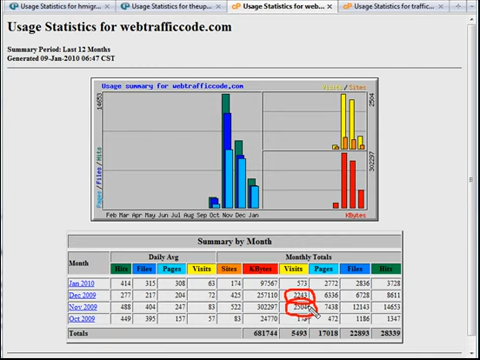 Usage Statistics for hmigr...
Usage Statistics for theup...
Usage Statistics for web...
Usage Statistics for traffic...
Usage Statistics for webtrafficcode.com
Summary Period: Last 12 Months
Generated 09-Jan-2010 06:47 CST
Usage summary for webtrafficcode.com
Visits / Sites
14653
2504
302297
Pages / Files / Hits
Feb Mar Apr May Jun Jul Aug Sep Oct Nov Dec Jan
KBytes
Summary by Month
Month Daily Avg Monthly Totals
Hits Files Pages Visits Sites KBytes Visits Pages Files Hits
Jan 2010 414 315 308 63 174 97567 573 2772 2836 3728
Dec 2009 277 217 204 72 425 257110 2243 6336 6728 8611
Nov 2009 488 404 247 83 522 302297 2504 7438 12143 14653
Oct 2009 449 395 157 57 83 24770 472 1186 1347
Totals 681744 5493 17018 22893 28339